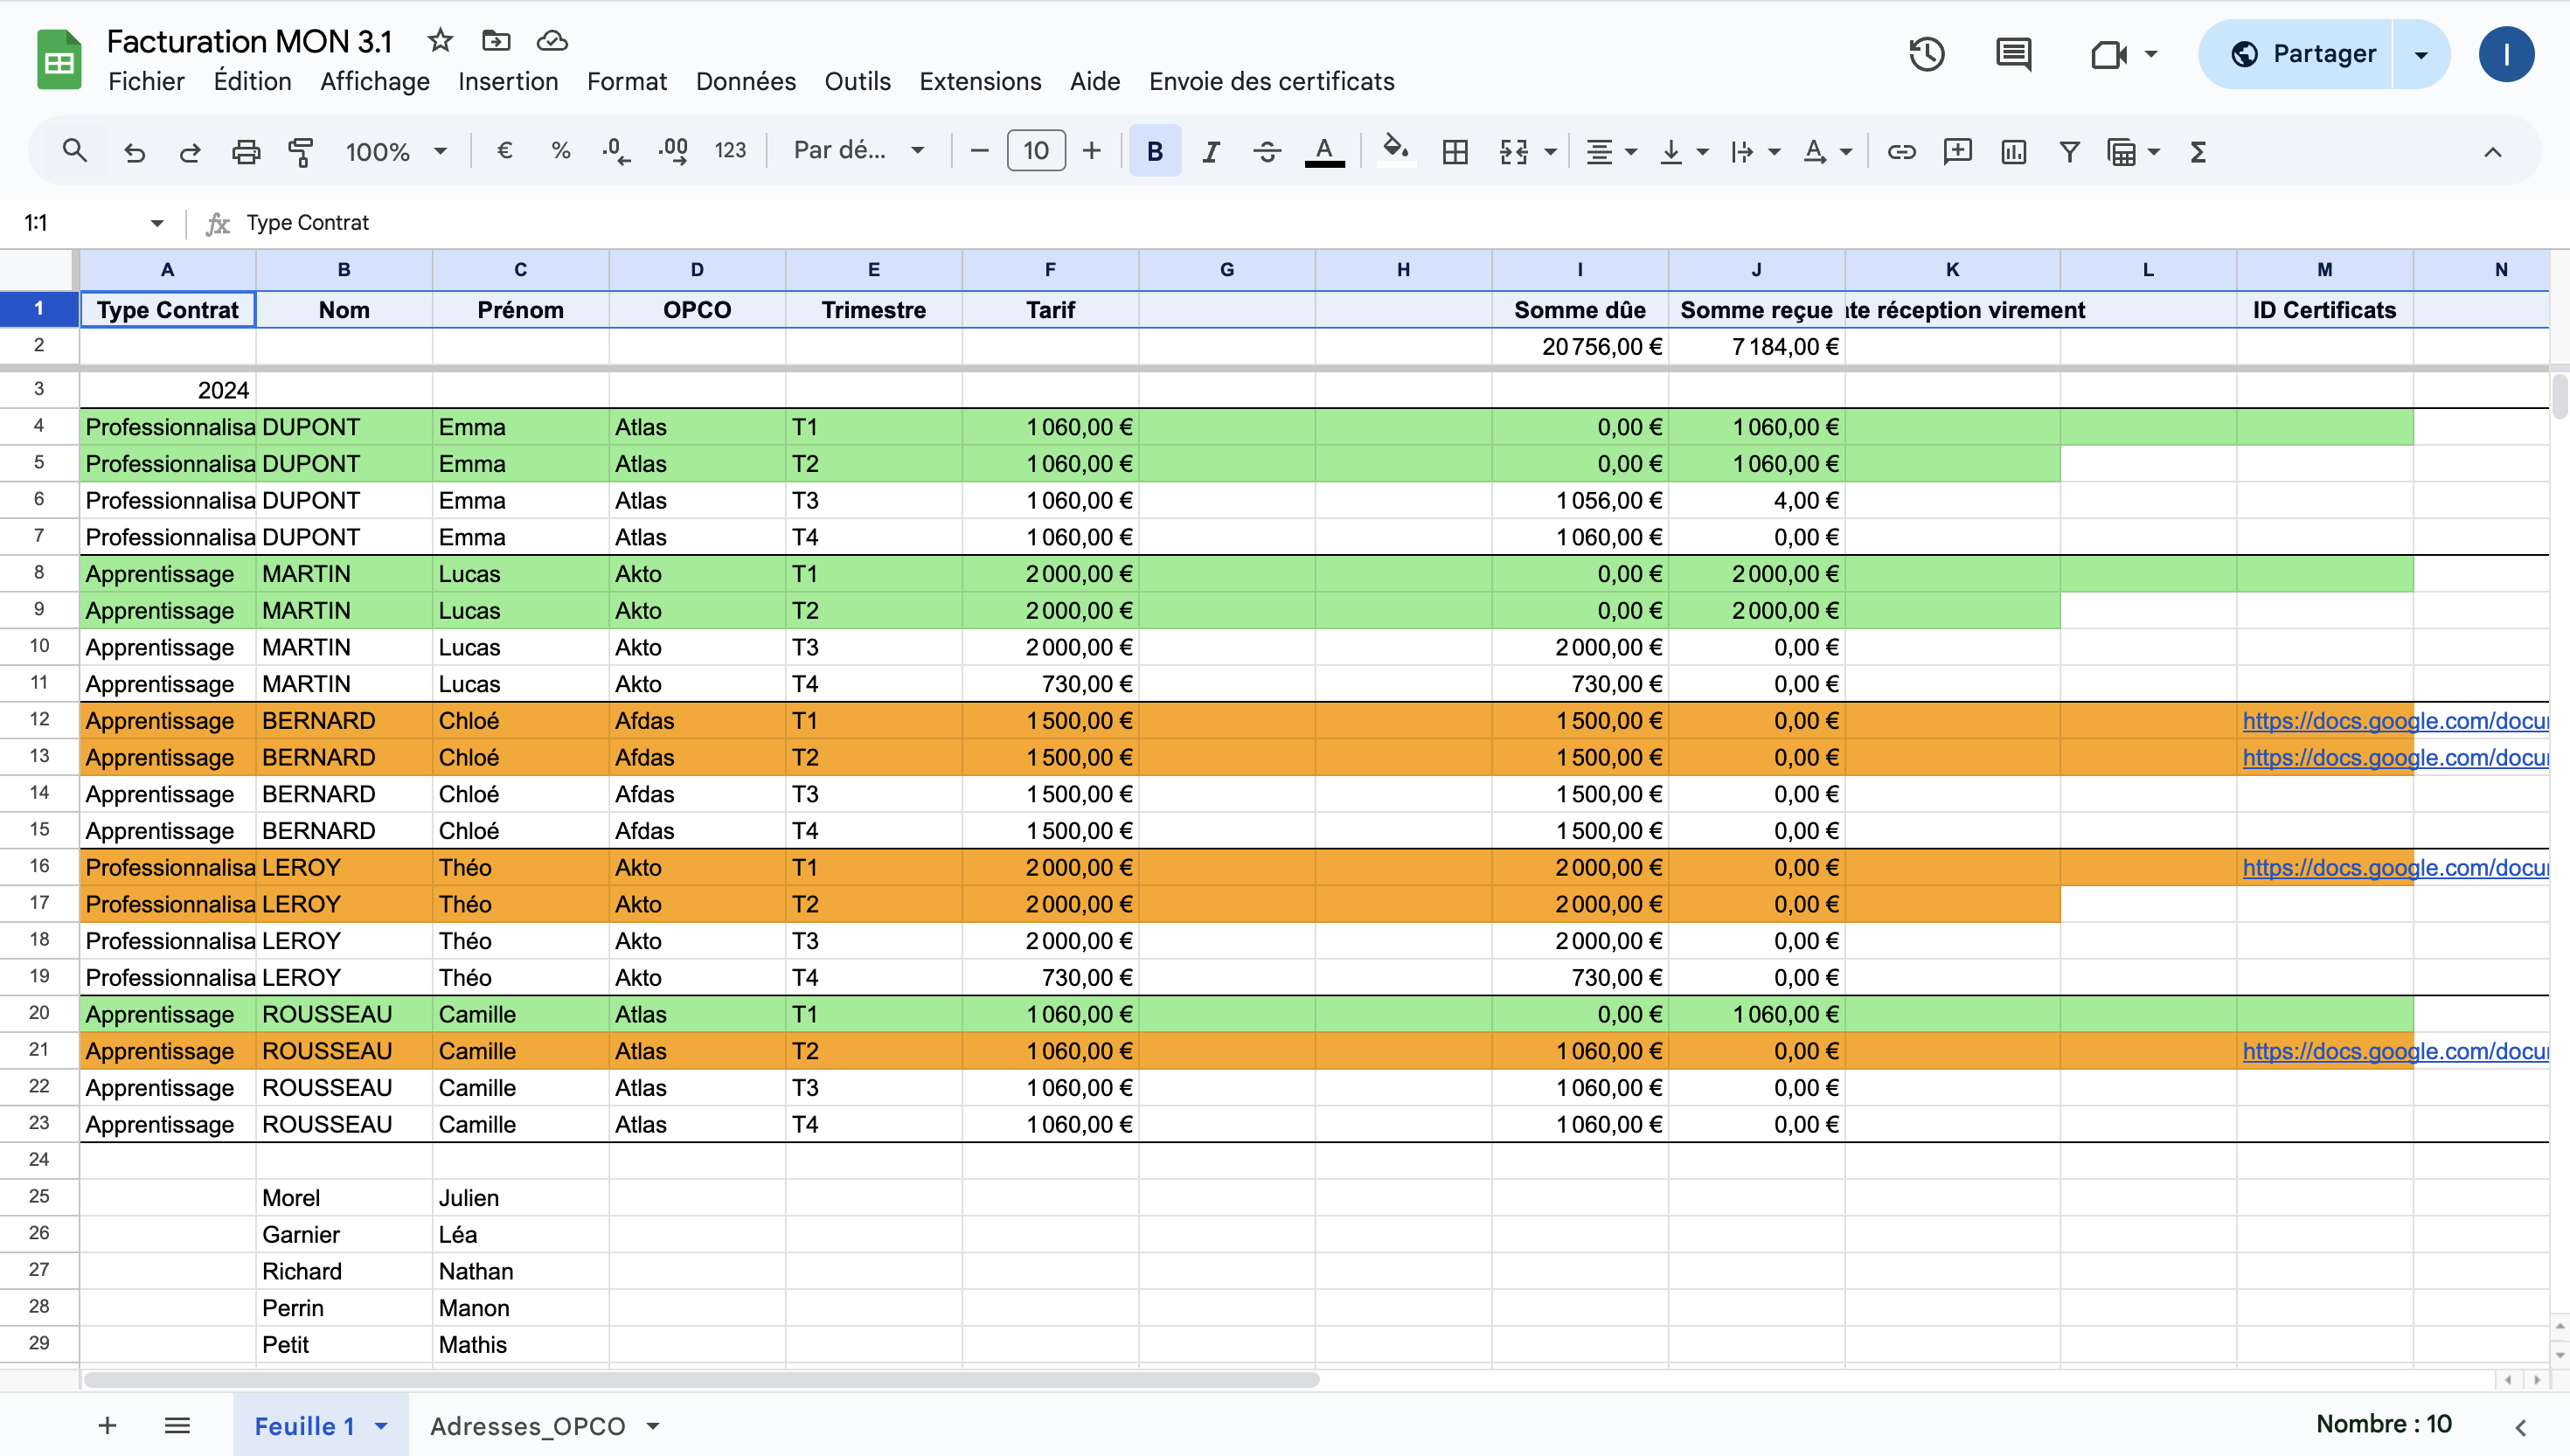 Facturation MON 3.1
Fichier Édition Affichage Insertion Format Données Outils Extensions Aide Envoie des certificats
Partager
I
100% € % .0 .00 123 Par dé... 10 B I A A Σ
1:1 fx Type Contrat
A B C D E F G H I J K L M N
1 Type Contrat Nom Prénom OPCO Trimestre Tarif Somme dûe Somme reçue réception virement ID Certificats
2 20 756,00 € 7 184,00 €
3 2024
4 Professionnalisa DUPONT Emma Atlas T1 1 060,00 € 0,00 € 1 060,00 €
5 Professionnalisa DUPONT Emma Atlas T2 1 060,00 € 0,00 € 1 060,00 €
6 Professionnalisa DUPONT Emma Atlas T3 1 060,00 € 1 056,00 € 4,00 €
7 Professionnalisa DUPONT Emma Atlas T4 1 060,00 € 1 060,00 € 0,00 €
8 Apprentissage MARTIN Lucas Akto T1 2 000,00 € 0,00 € 2 000,00 €
9 Apprentissage MARTIN Lucas Akto T2 2 000,00 € 0,00 € 2 000,00 €
10 Apprentissage MARTIN Lucas Akto T3 2 000,00 € 2 000,00 € 0,00 €
11 Apprentissage MARTIN Lucas Akto T4 730,00 € 730,00 € 0,00 €
12 Apprentissage BERNARD Chloé Afdas T1 1 500,00 € 1 500,00 € 0,00 € https://docs.google.com/docu
13 Apprentissage BERNARD Chloé Afdas T2 1 500,00 € 1 500,00 € 0,00 € https://docs.google.com/docu
14 Apprentissage BERNARD Chloé Afdas T3 1 500,00 € 1 500,00 € 0,00 €
15 Apprentissage BERNARD Chloé Afdas T4 1 500,00 € 1 500,00 € 0,00 €
16 Professionnalisa LEROY Théo Akto T1 2 000,00 € 2 000,00 € 0,00 € https://docs.google.com/docu
17 Professionnalisa LEROY Théo Akto T2 2 000,00 € 2 000,00 € 0,00 €
18 Professionnalisa LEROY Théo Akto T3 2 000,00 € 2 000,00 € 0,00 €
19 Professionnalisa LEROY Théo Akto T4 730,00 € 730,00 € 0,00 €
20 Apprentissage ROUSSEAU Camille Atlas T1 1 060,00 € 0,00 € 1 060,00 €
21 Apprentissage ROUSSEAU Camille Atlas T2 1 060,00 € 1 060,00 € 0,00 € https://docs.google.com/docu
22 Apprentissage ROUSSEAU Camille Atlas T3 1 060,00 € 1 060,00 € 0,00 €
23 Apprentissage ROUSSEAU Camille Atlas T4 1 060,00 € 1 060,00 € 0,00 €
24
25 Morel Julien
26 Garnier Léa
27 Richard Nathan
28 Perrin Manon
29 Petit Mathis
Feuille 1 Adresses_OPCO Nombre : 10